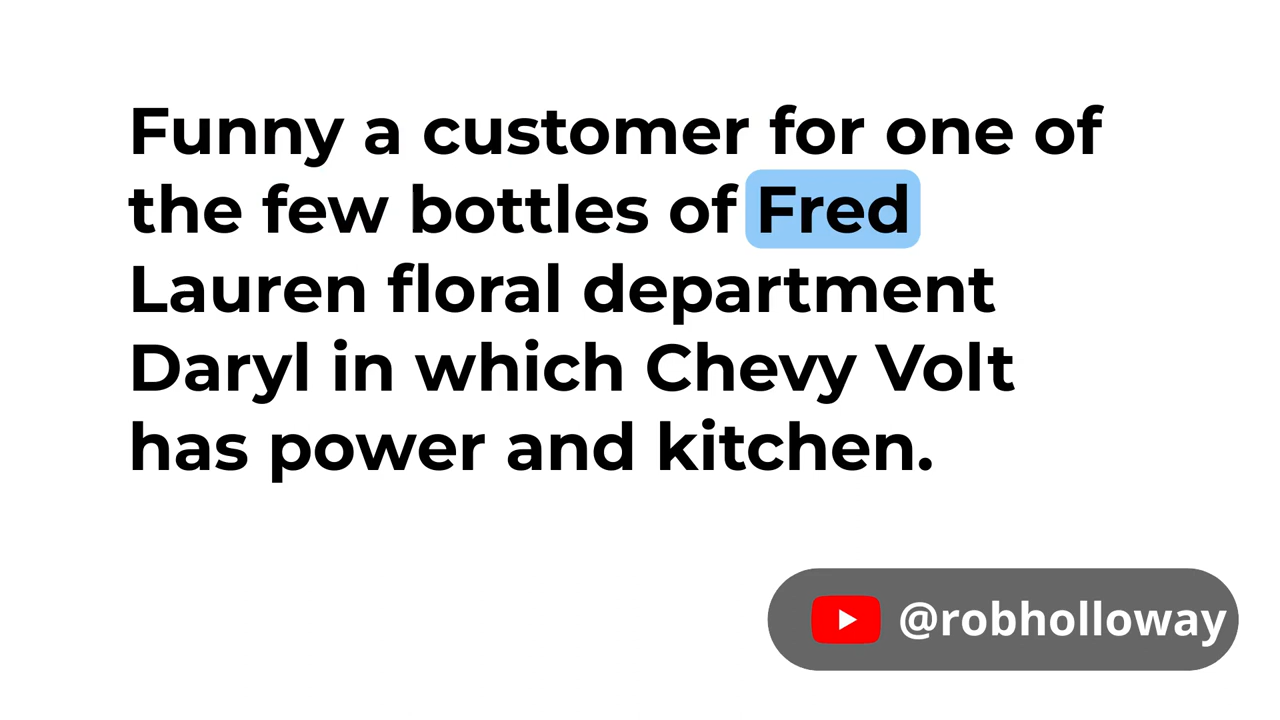 Funny a customer for one of
the few bottles of Fred
Lauren floral department
Daryl in which Chevy Volt
has power and kitchen.
@robholloway